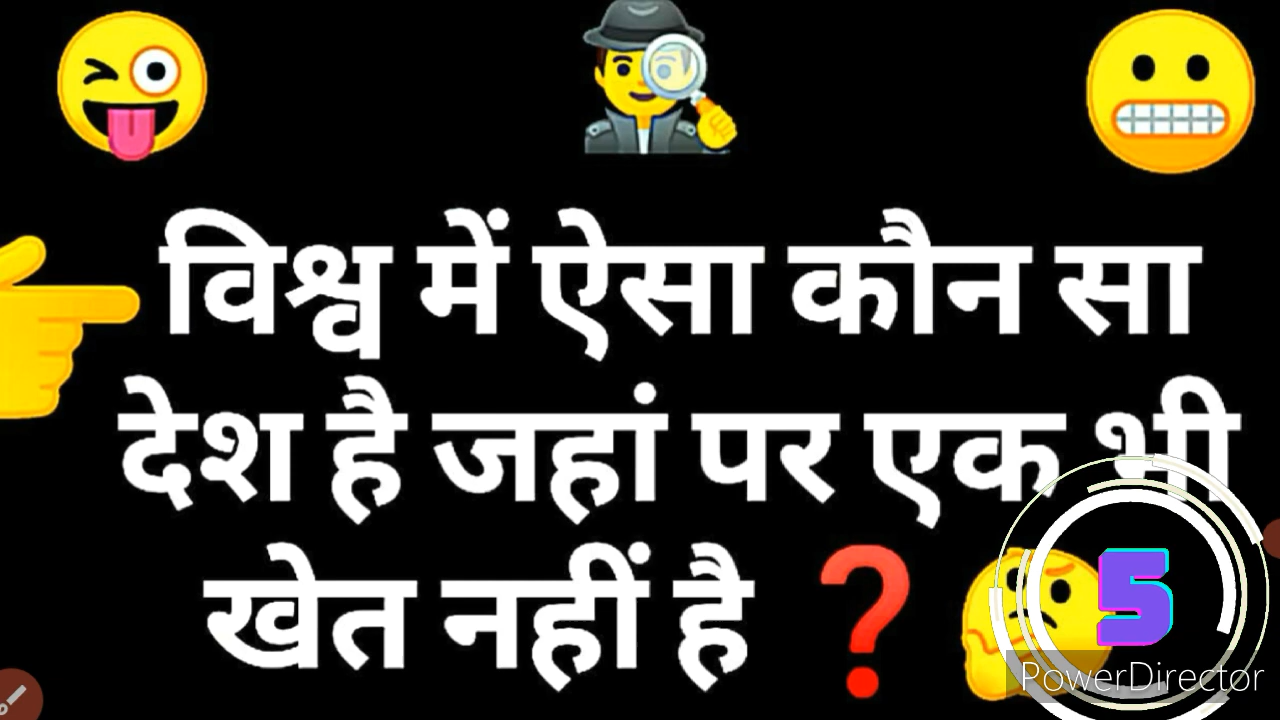 विश्व में ऐसा कौन सा
देश है जहां पर एक भी
खेत नहीं है ❓
5
PowerDirector